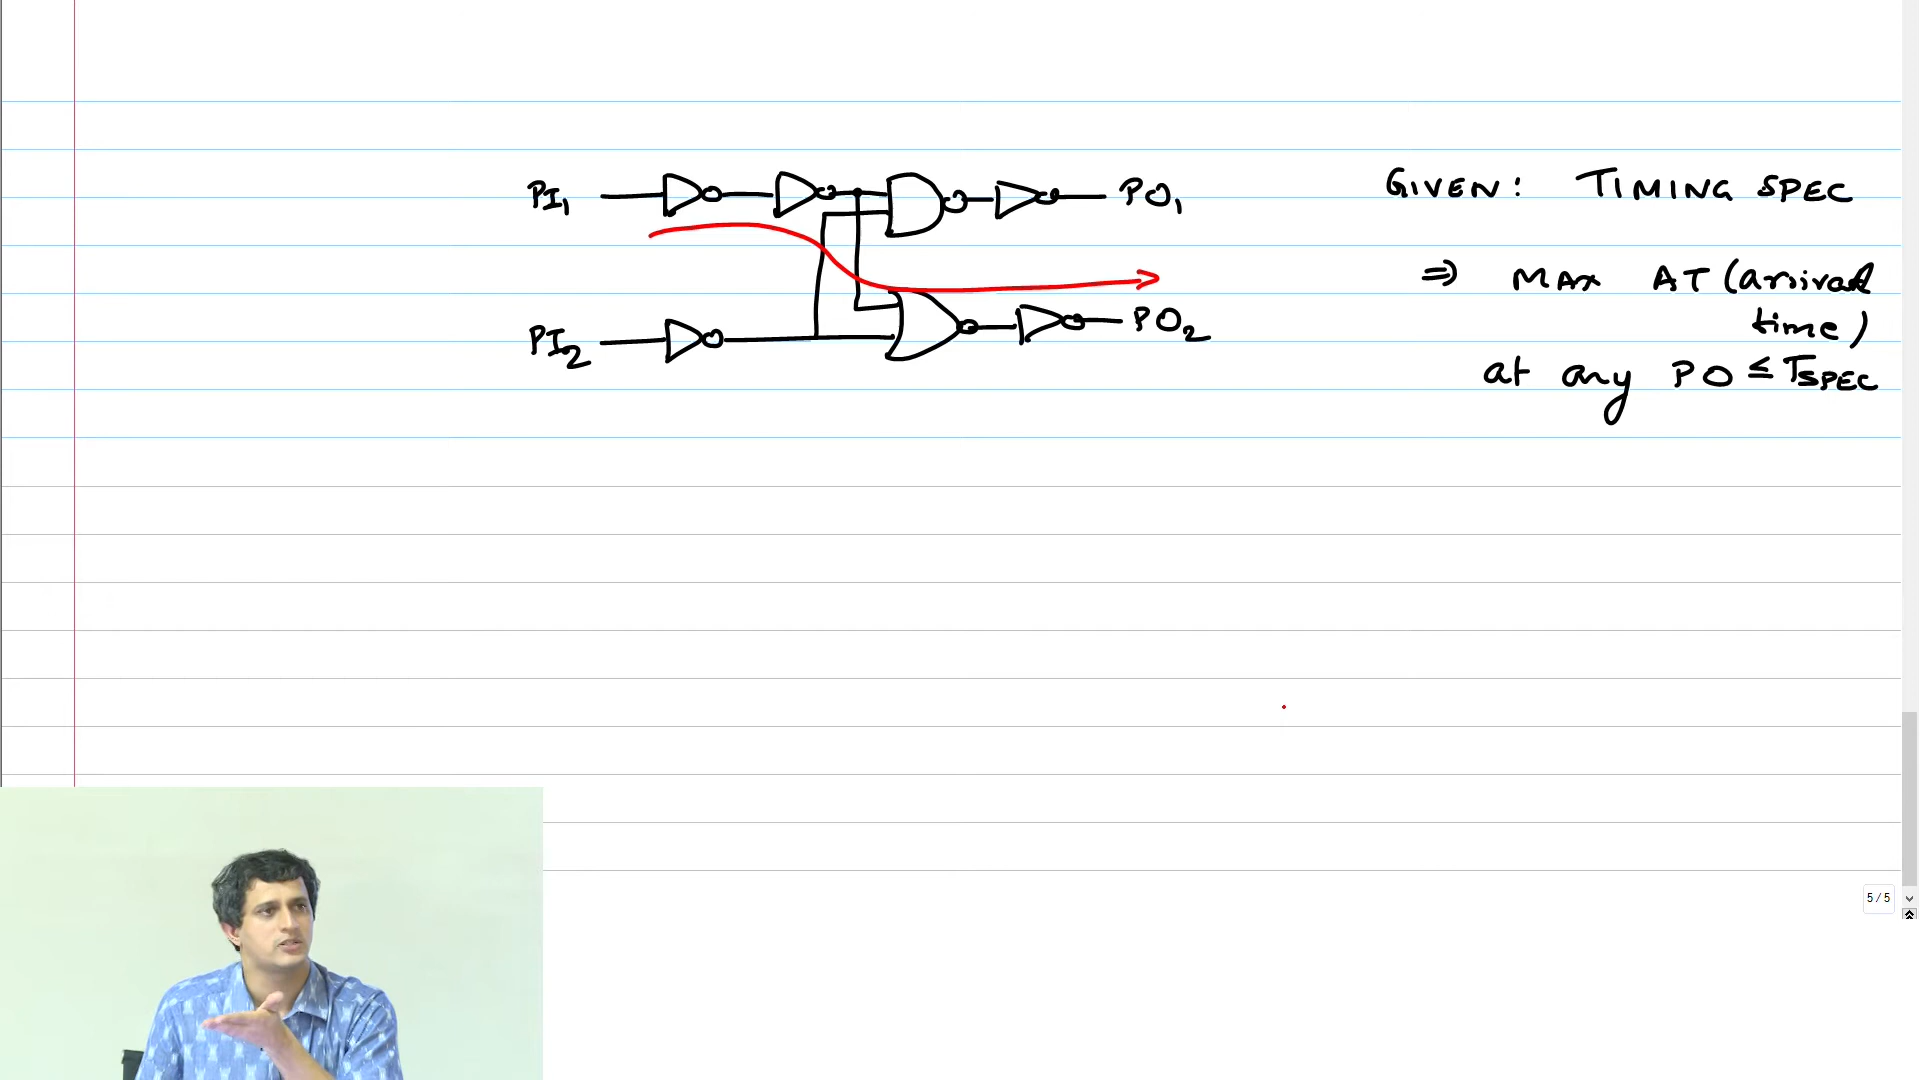 PI1
PO1
PI2
PO2
GIVEN: TIMING SPEC
⇒ MAX AT (arrival
time)
at any PO ≤ TSPEC
5 / 5